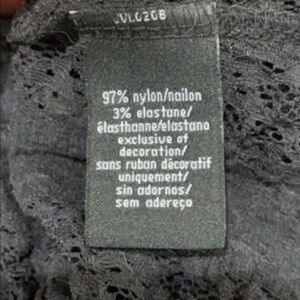 97% nylon/nailon
3% elastane/
élasthanne/elastano
exclusive of
decoration/
sans ruban décoratif
uniquement/
sin adornos/
sem adereço